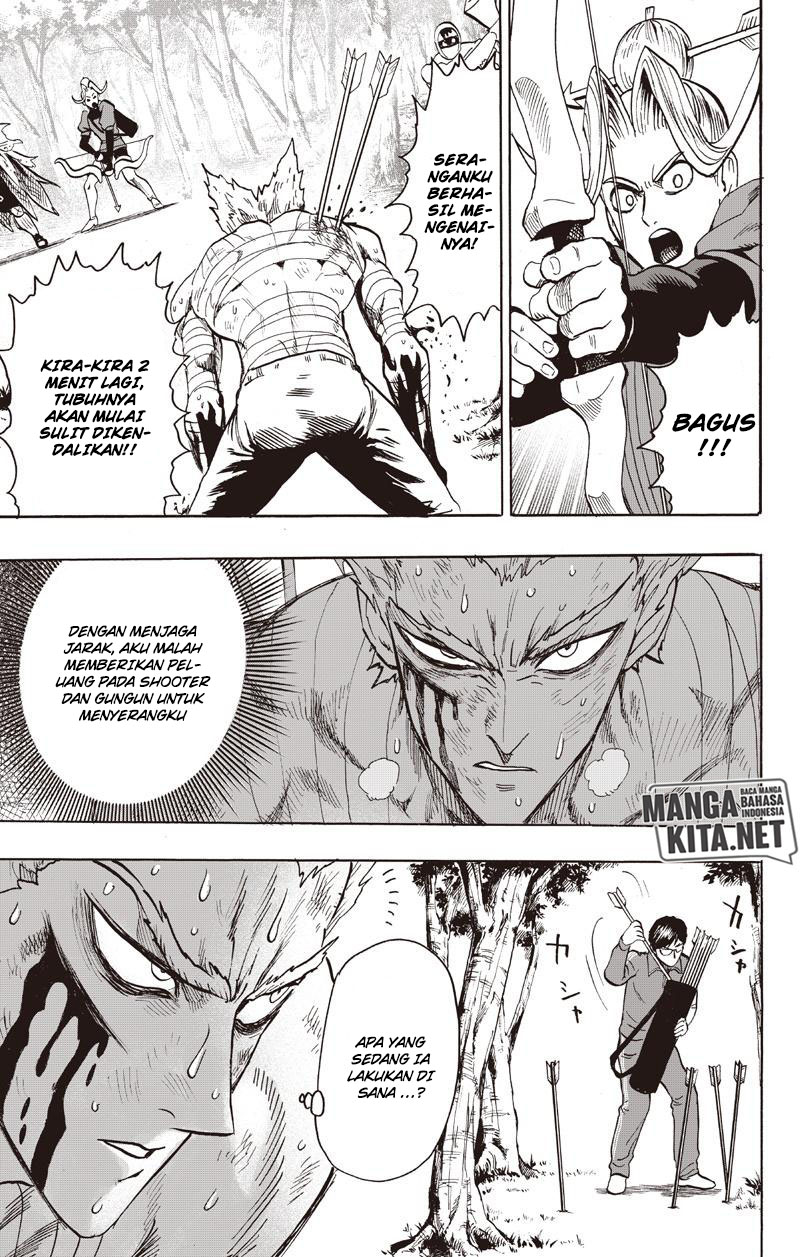 BAGUS
!!!
SERA-
NGANKU
BERHA-
SIL ME-
NGENAI-
NYA!
KIRA-KIRA 2
MENIT LAGI,
TUBUHNYA
AKAN MULAI
SULIT DIKEN-
DALIKAN!!
DENGAN MENJAGA
JARAK, AKU MALAH
MEMBERIKAN PEL-
UANG PADA SHOOTER
DAN GUNGUN UNTUK
MENYERANGKU
MANGA
BACA MANGA
BAHASA
INDONESIA
KITA.NET
カシャ
カシャ
APA YANG
SEDANG IA
LAKUKAN DI
SANA ...?